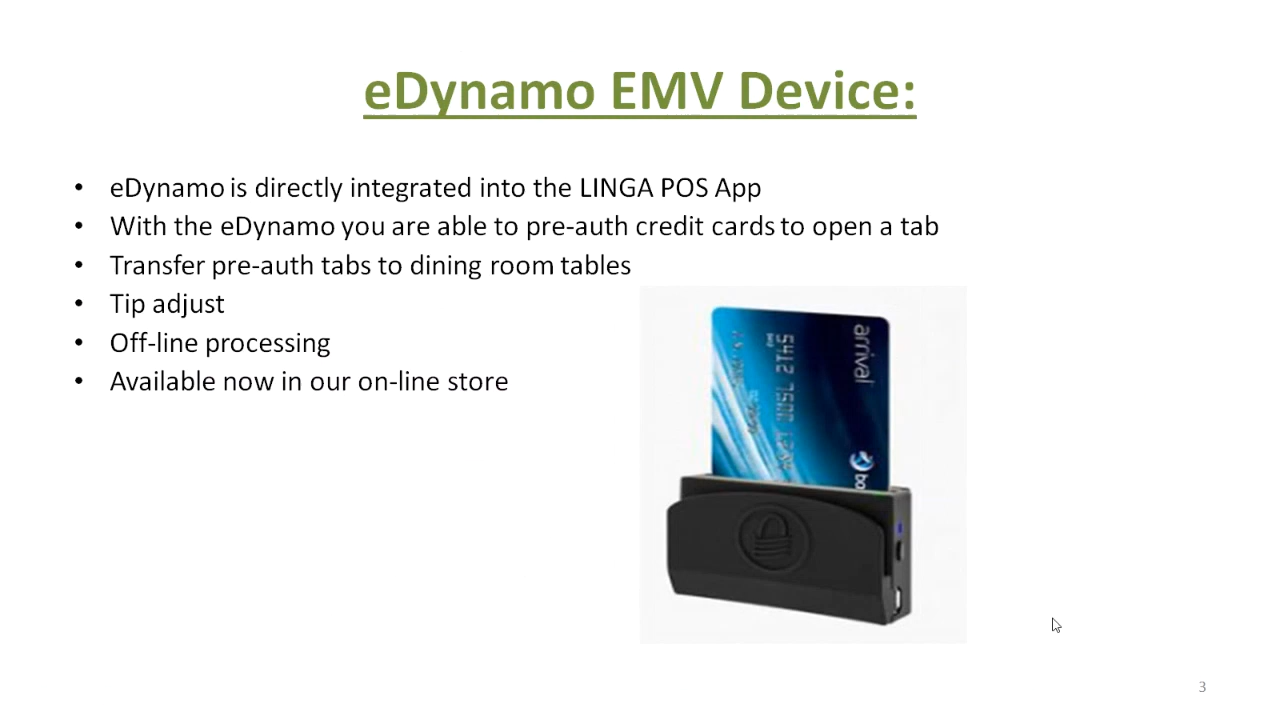 eDynamo EMV Device:
• eDynamo is directly integrated into the LINGA POS App
• With the eDynamo you are able to pre-auth credit cards to open a tab
• Transfer pre-auth tabs to dining room tables
• Tip adjust
• Off-line processing
• Available now in our on-line store
arrival
3